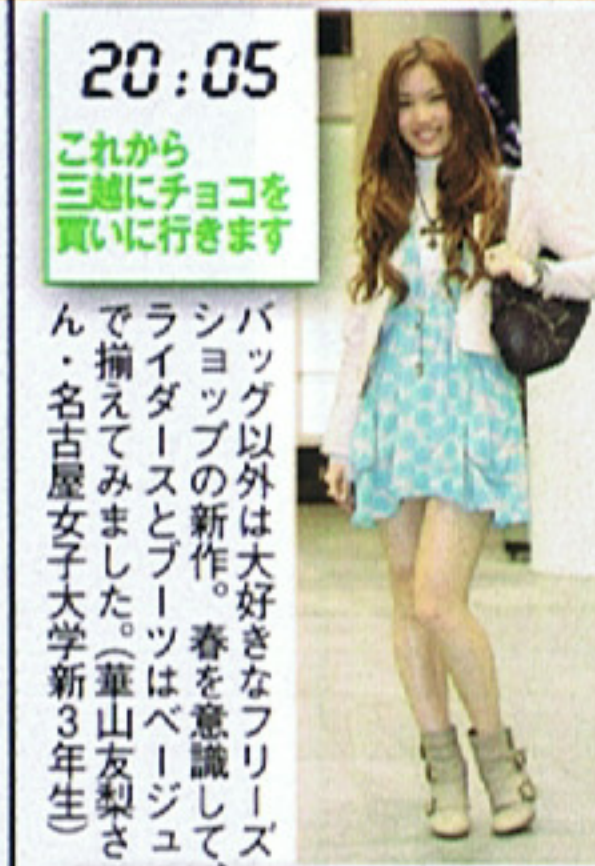 20:05
これから
三越にチョコを
買いに行きます
バッグ以外は大好きなフリーズ
ショップの新作。春を意識して、
ライダースとブーツはベージュ
で揃えてみました。(華山友梨さ
ん・名古屋女子大学新3年生)